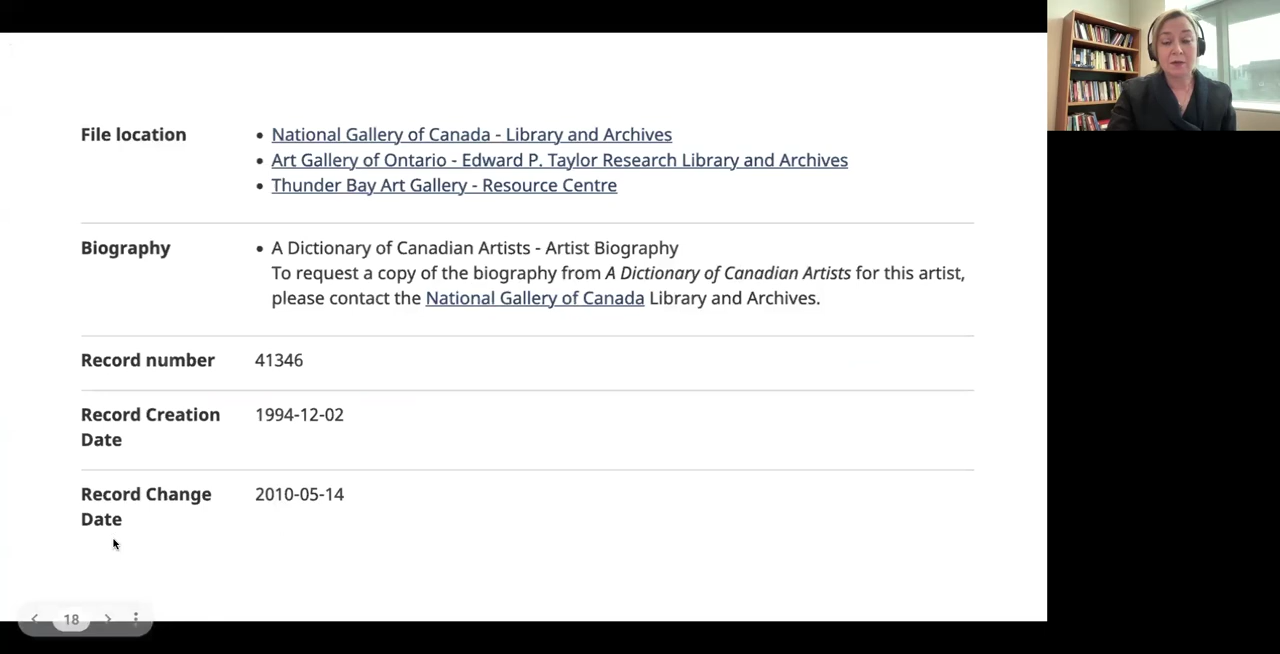 File location
• National Gallery of Canada - Library and Archives
• Art Gallery of Ontario - Edward P. Taylor Research Library and Archives
• Thunder Bay Art Gallery - Resource Centre
Biography
• A Dictionary of Canadian Artists - Artist Biography
To request a copy of the biography from A Dictionary of Canadian Artists for this artist,
please contact the National Gallery of Canada Library and Archives.
Record number
41346
Record Creation
Date
1994-12-02
Record Change
Date
2010-05-14
18